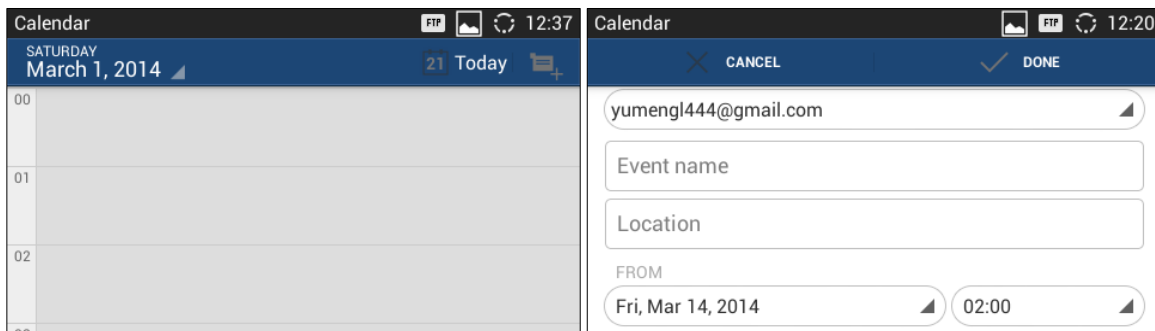 Calendar
FTP
12:37
SATURDAY
March 1, 2014
21 Today
00
01
02
Calendar
FTP
12:20
CANCEL
DONE
yumengl444@gmail.com
Event name
Location
FROM
Fri, Mar 14, 2014
02:00